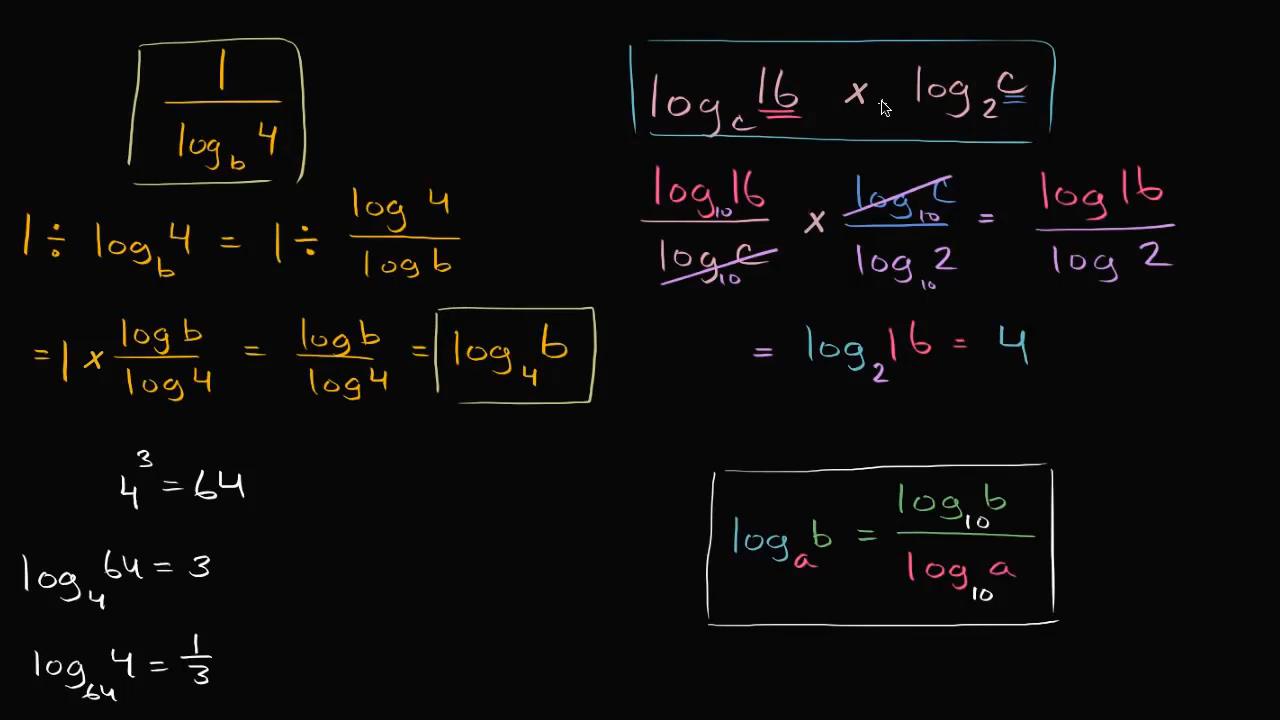 1/log_b 4
1 ÷ log_b 4 = 1 ÷ log 4/log b
= 1 × log b/log 4 = log b/log 4 = log_4 b
4^3 = 64
log_4 64 = 3
log_64 4 = 1/3
log_c 16 × log_2 c
log_10 16/log_10 c × log_10 c/log_10 2 = log 16/log 2
= log_2 16 = 4
log_a b = log_10 b/log_10 a